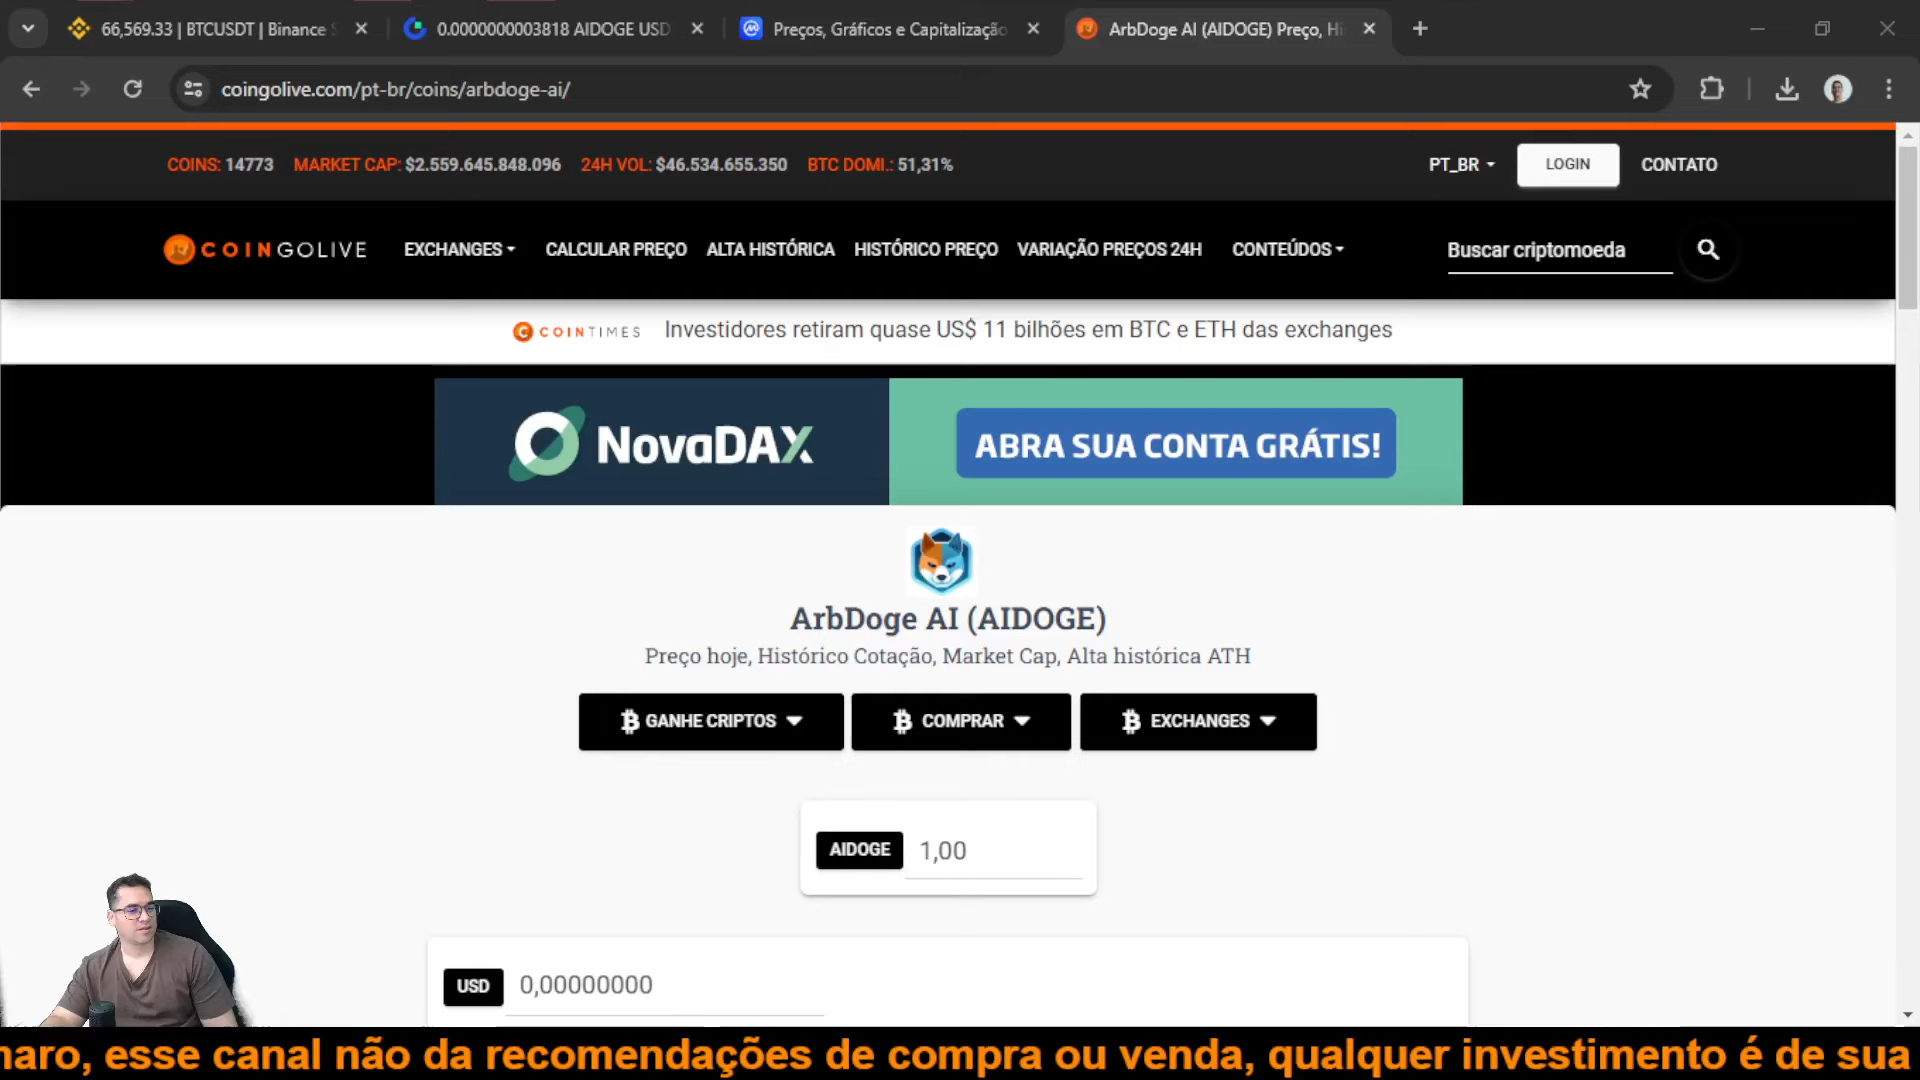 66,569.33 | BTCUSDT | Binance S
0.0000000003818 AIDOGE USD
Preços, Gráficos e Capitalização
ArbDoge AI (AIDOGE) Preço, Hi
coingolive.com/pt-br/coins/arbdoge-ai/
COINS: 14773 MARKET CAP: $2.559.645.848.096 24H VOL: $46.534.655.350 BTC DOMI.: 51,31%
PT_BR LOGIN CONTATO
COINGOLIVE EXCHANGES CALCULAR PREÇO ALTA HISTÓRICA HISTÓRICO PREÇO VARIAÇÃO PREÇOS 24H CONTEÚDOS Buscar criptomoeda
COINTIMES Investidores retiram quase US$ 11 bilhões em BTC e ETH das exchanges
NovaDAX ABRA SUA CONTA GRÁTIS!
ArbDoge AI (AIDOGE)
Preço hoje, Histórico Cotação, Market Cap, Alta histórica ATH
GANHE CRIPTOS COMPRAR EXCHANGES
AIDOGE 1,00
USD 0,00000000
naro, esse canal não da recomendações de compra ou venda, qualquer investimento é de sua